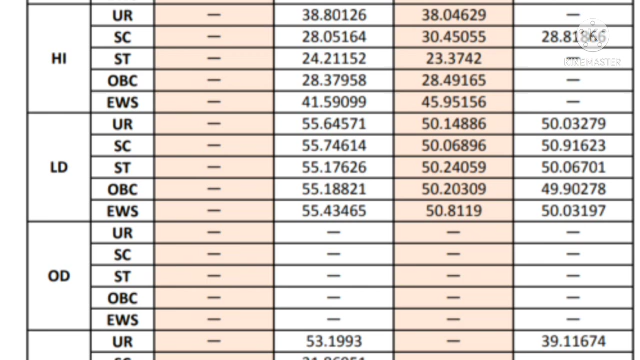 UR — 38.80126 38.04629 —
SC — 28.05164 30.45055 28.81866
HI ST — 24.21152 23.3742 —
OBC — 28.37958 28.49165 —
EWS — 41.59099 45.95156 —
UR — 55.64571 50.14886 50.03279
SC — 55.74614 50.06896 50.91623
LD ST — 55.17626 50.24059 50.06701
OBC — 55.18821 50.20309 49.90278
EWS — 55.43465 50.8119 50.03197
UR — — — —
SC — — — —
OD ST — — — —
OBC — — — —
EWS — — — —
UR — 53.1993 — 39.11674